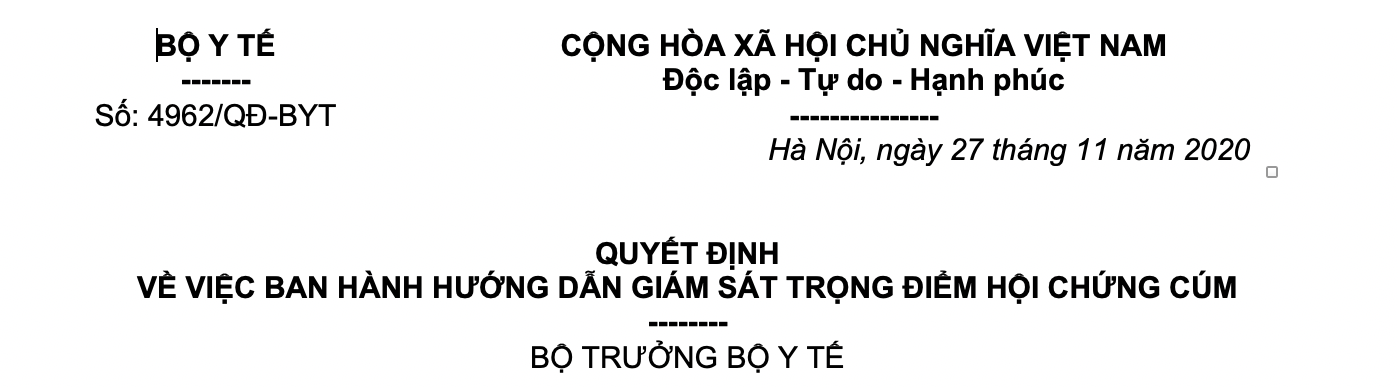 BỘ Y TẾ
-------
Số: 4962/QĐ-BYT
CỘNG HÒA XÃ HỘI CHỦ NGHĨA VIỆT NAM
Độc lập - Tự do - Hạnh phúc
---------------
Hà Nội, ngày 27 tháng 11 năm 2020
QUYẾT ĐỊNH
VỀ VIỆC BAN HÀNH HƯỚNG DẪN GIÁM SÁT TRỌNG ĐIỂM HỘI CHỨNG CÚM
--------
BỘ TRƯỞNG BỘ Y TẾ